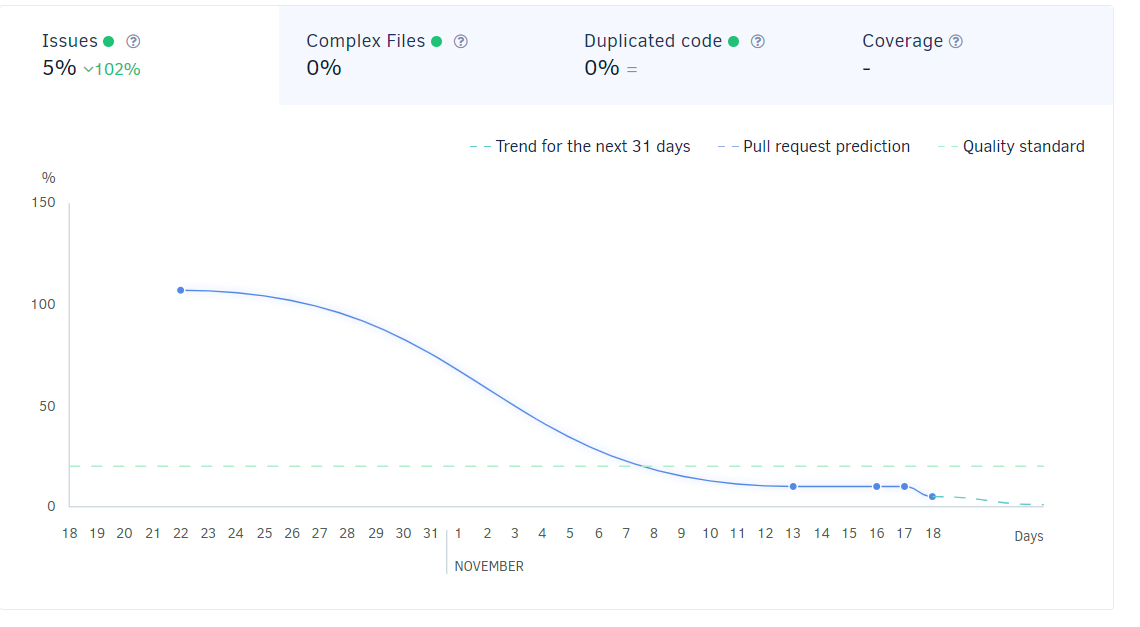 Issues ? Complex Files ? Duplicated code ? Coverage ?
5% 102% 0% 0% = -
Trend for the next 31 days Pull request prediction Quality standard
%
150
100
50
0
18 19 20 21 22 23 24 25 26 27 28 29 30 31 1 2 3 4 5 6 7 8 9 10 11 12 13 14 15 16 17 18 Days
NOVEMBER